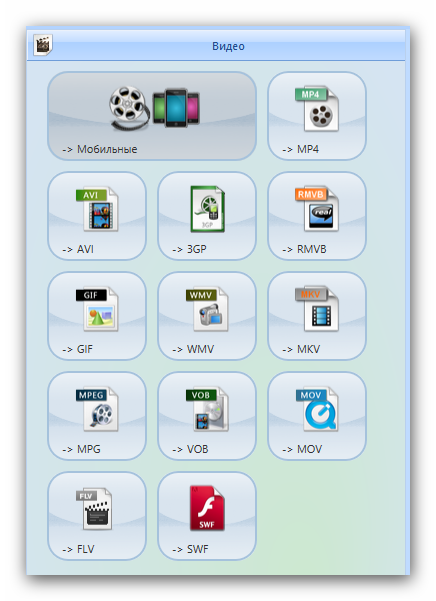 Видео
-> Мобильные
MP4
-> MP4
AVI
-> AVI
3GP
-> 3GP
RMVB
real
-> RMVB
GIF
-> GIF
WMV
-> WMV
MKV
-> MKV
MPEG
-> MPG
VOB
-> VOB
MOV
-> MOV
FLV
-> FLV
SWF
-> SWF